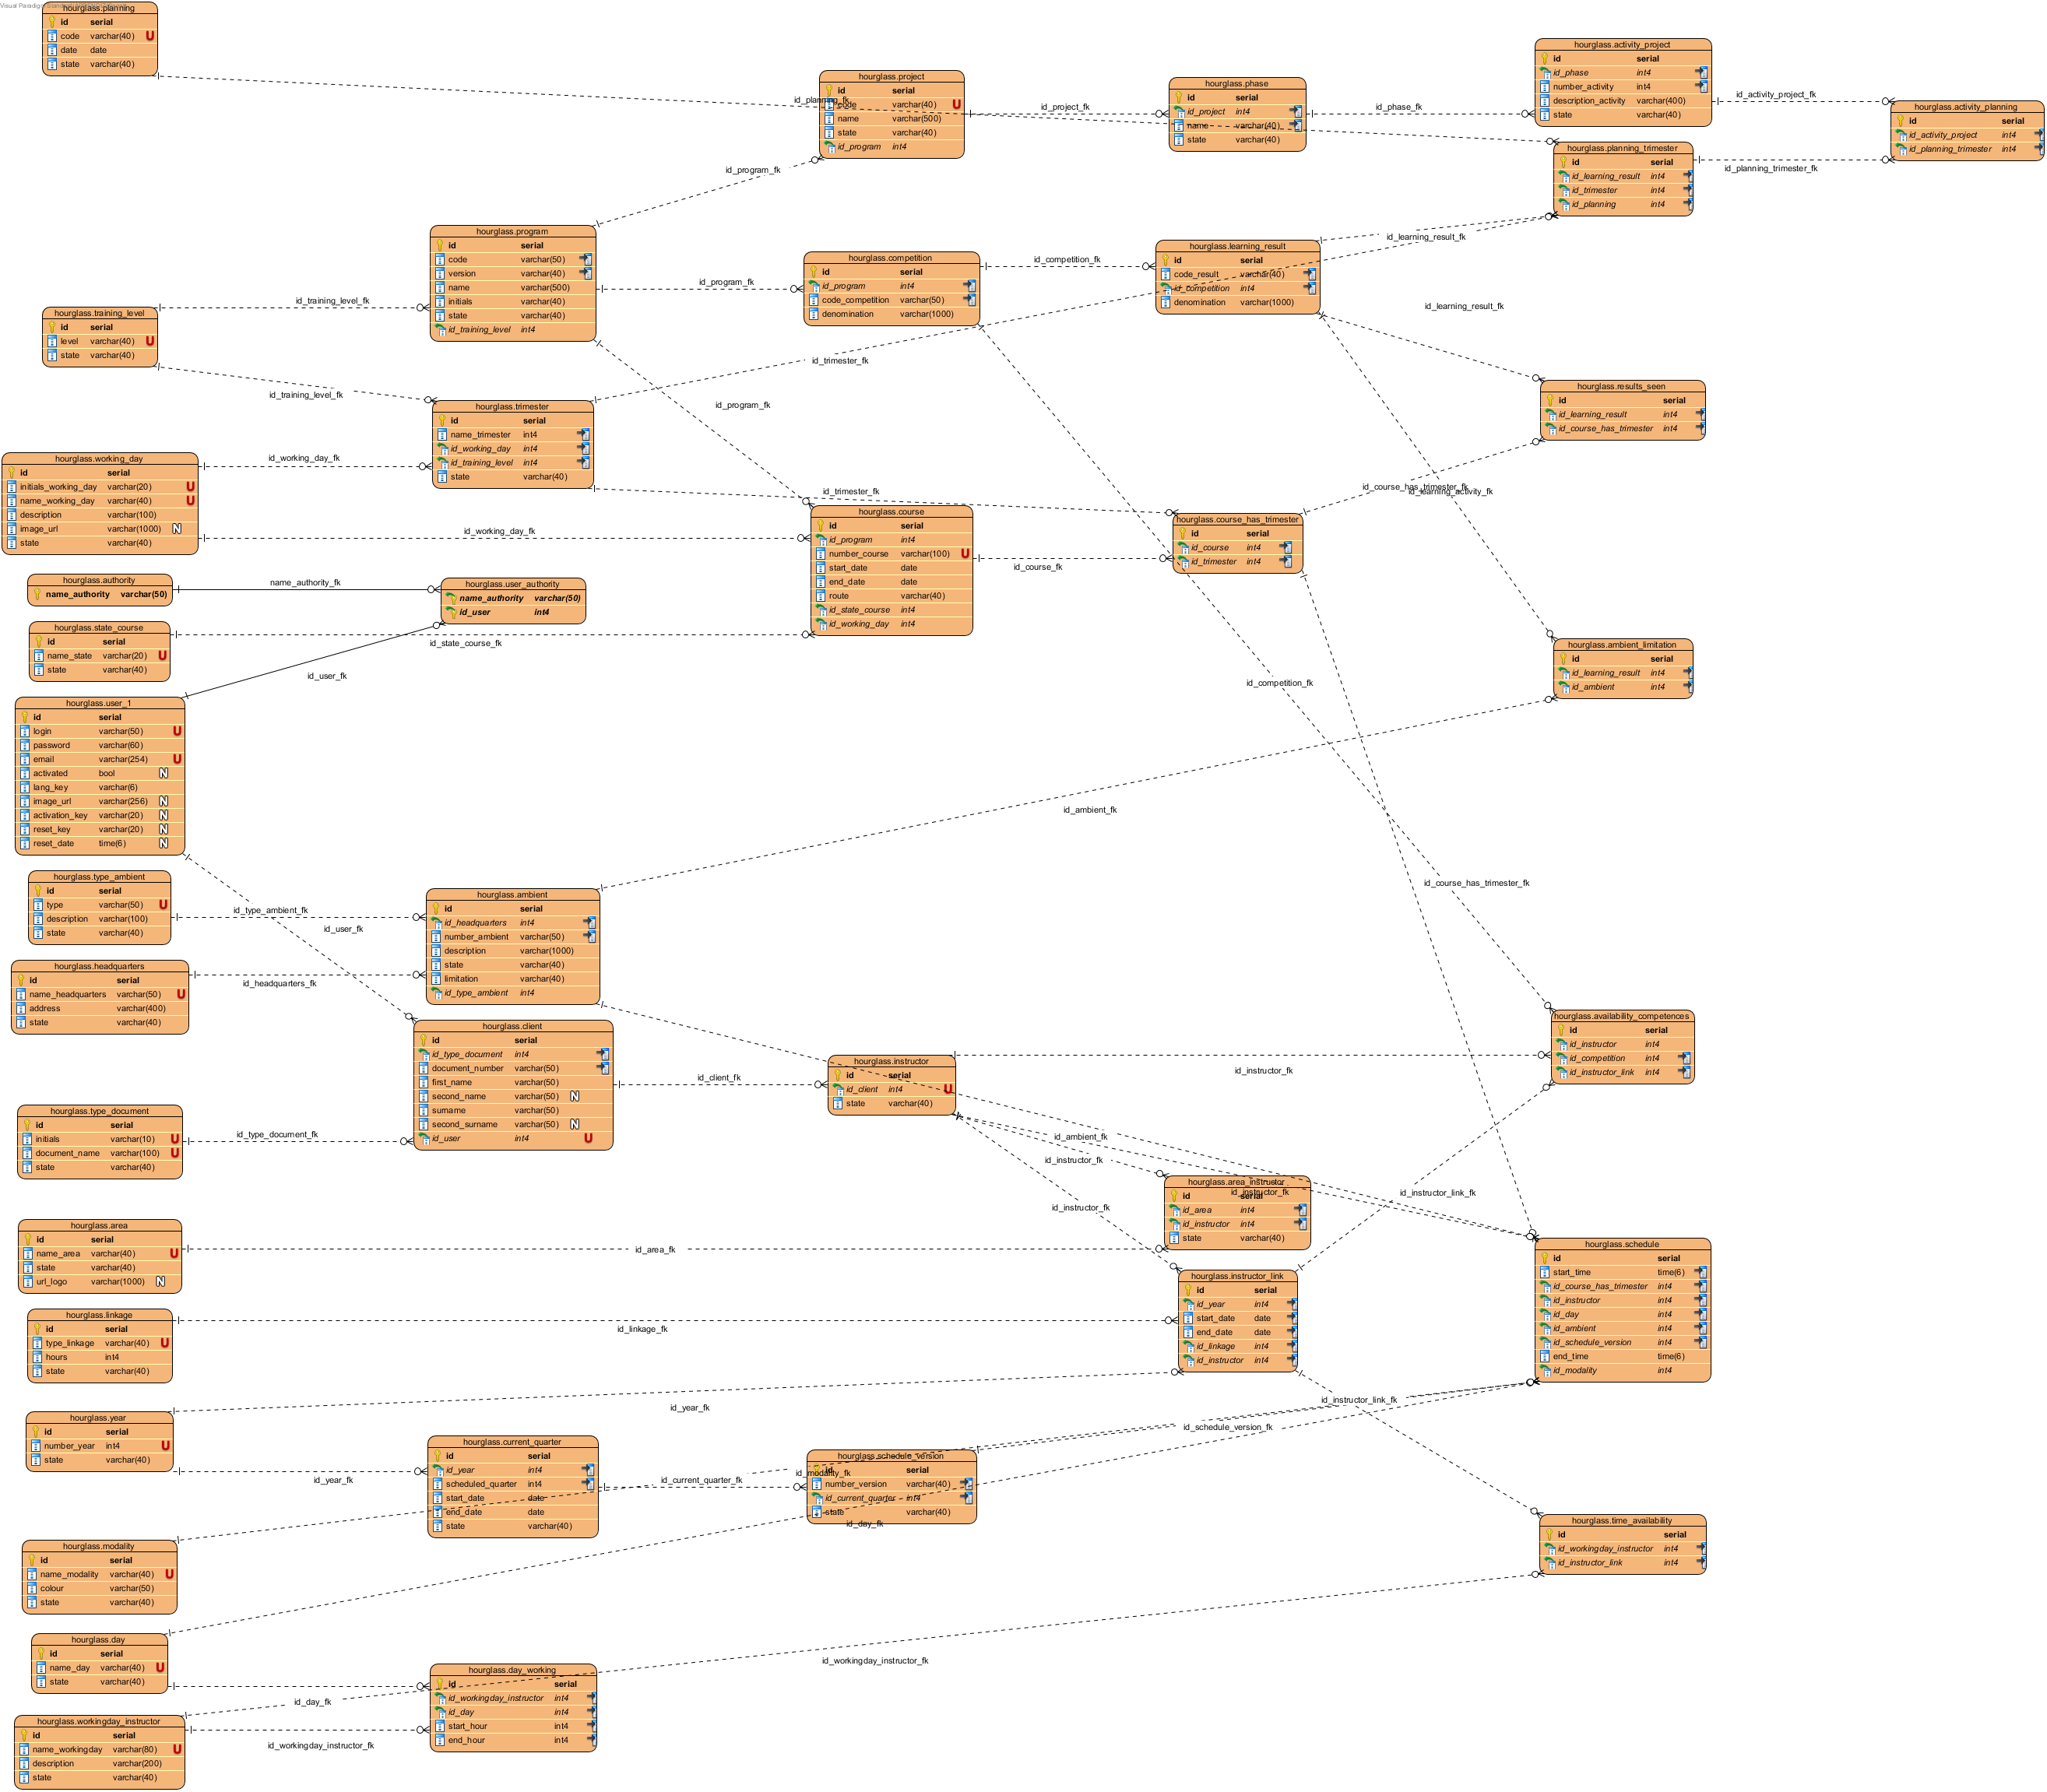 Visual Paradigm Standard
hourglass.planning
id serial
code varchar(40) U
date date
state varchar(40)
hourglass.project
id serial
code varchar(40) U
name varchar(500)
state varchar(40)
id_program int4
hourglass.phase
id serial
id_project int4
name varchar(40)
state varchar(40)
hourglass.activity_project
id serial
id_phase int4
number_activity int4
description_activity varchar(400)
state varchar(40)
hourglass.activity_planning
id serial
id_activity_project int4
id_planning_trimester int4
hourglass.planning_trimester
id serial
id_learning_result int4
id_trimester int4
id_planning int4
id_planning_fk
id_project_fk
id_phase_fk
id_activity_project_fk
id_planning_trimester_fk
id_program_fk
hourglass.program
id serial
code varchar(50)
version varchar(40)
name varchar(500)
initials varchar(40)
state varchar(40)
id_training_level int4
hourglass.competition
id serial
id_program int4
code_competition varchar(50)
denomination varchar(1000)
hourglass.learning_result
id serial
code_result varchar(40)
id_competition int4
denomination varchar(1000)
id_learning_result_fk
id_competition_fk
id_program_fk
id_training_level_fk
hourglass.training_level
id serial
level varchar(40) U
state varchar(40)
id_training_level_fk
id_learning_result_fk
id_trimester_fk
id_program_fk
hourglass.trimester
id serial
name_trimester int4
id_working_day int4
id_training_level int4
state varchar(40)
hourglass.results_seen
id serial
id_learning_result int4
id_course_has_trimester int4
hourglass.working_day
id serial
initials_working_day varchar(20) U
name_working_day varchar(40) U
description varchar(100)
image_url varchar(1000) N
state varchar(40)
id_working_day_fk
id_working_day_fk
id_trimester_fk
id_course_has_trimester_fk
id_learning_activity_fk
hourglass.course
id serial
id_program int4
number_course varchar(100) U
start_date date
end_date date
route varchar(40)
id_state_course int4
id_working_day int4
hourglass.course_has_trimester
id serial
id_course int4
id_trimester int4
id_course_fk
hourglass.authority
name_authority varchar(50)
name_authority_fk
hourglass.user_authority
name_authority varchar(50)
id_user int4
hourglass.state_course
id serial
name_state varchar(20) U
state varchar(40)
id_state_course_fk
id_user_fk
hourglass.ambient_limitation
id serial
id_learning_result int4
id_ambient int4
id_competition_fk
hourglass.user_1
id serial
login varchar(50) U
password varchar(60)
email varchar(254) U
activated bool N
lang_key varchar(6)
image_url varchar(256) N
activation_key varchar(20) N
reset_key varchar(20) N
reset_date time(6) N
id_ambient_fk
id_course_has_trimester_fk
hourglass.type_ambient
id serial
type varchar(50) U
description varchar(100)
state varchar(40)
id_type_ambient_fk
id_user_fk
hourglass.ambient
id serial
id_headquarters int4
number_ambient varchar(50)
description varchar(1000)
state varchar(40)
limitation varchar(40)
id_type_ambient int4
hourglass.headquarters
id serial
name_headquarters varchar(50) U
address varchar(400)
state varchar(40)
id_headquarters_fk
hourglass.client
id serial
id_type_document int4
document_number varchar(50)
first_name varchar(50)
second_name varchar(50) N
surname varchar(50)
second_surname varchar(50) N
id_user int4 U
id_client_fk
hourglass.instructor
id serial
id_client int4 U
state varchar(40)
id_instructor_fk
hourglass.availability_competences
id serial
id_instructor int4
id_competition int4
id_instructor_link int4
hourglass.type_document
id serial
initials varchar(10) U
document_name varchar(100) U
state varchar(40)
id_type_document_fk
id_ambient_fk
id_instructor_fk
id_instructor_fk
id_instructor_fk
id_instructor_link_fk
hourglass.area_instructor
id serial
id_area int4
id_instructor int4
state varchar(40)
hourglass.area
id serial
name_area varchar(40) U
state varchar(40)
url_logo varchar(1000) N
id_area_fk
hourglass.schedule
id serial
start_time time(6)
id_course_has_trimester int4
id_instructor int4
id_day int4
id_ambient int4
id_schedule_version int4
end_time time(6)
id_modality int4
hourglass.instructor_link
id serial
id_year int4
start_date date
end_date date
id_linkage int4
id_instructor int4
hourglass.linkage
id serial
type_linkage varchar(40) U
hours int4
state varchar(40)
id_linkage_fk
id_year_fk
id_instructor_link_fk
id_schedule_version_fk
hourglass.year
id serial
number_year int4 U
state varchar(40)
id_year_fk
hourglass.current_quarter
id serial
id_year int4
scheduled_quarter int4
start_date date
end_date date
state varchar(40)
id_current_quarter_fk
id_modality_fk
hourglass.schedule_version
id serial
number_version varchar(40)
id_current_quarter int4
state varchar(40)
id_day_fk
hourglass.time_availability
id serial
id_workingday_instructor int4
id_instructor_link int4
hourglass.modality
id serial
name_modality varchar(40) U
colour varchar(50)
state varchar(40)
hourglass.day
id serial
name_day varchar(40) U
state varchar(40)
id_day_fk
id_workingday_instructor_fk
hourglass.day_working
id serial
id_workingday_instructor int4
id_day int4
start_hour int4
end_hour int4
hourglass.workingday_instructor
id serial
name_workingday varchar(80) U
description varchar(200)
state varchar(40)
id_workingday_instructor_fk